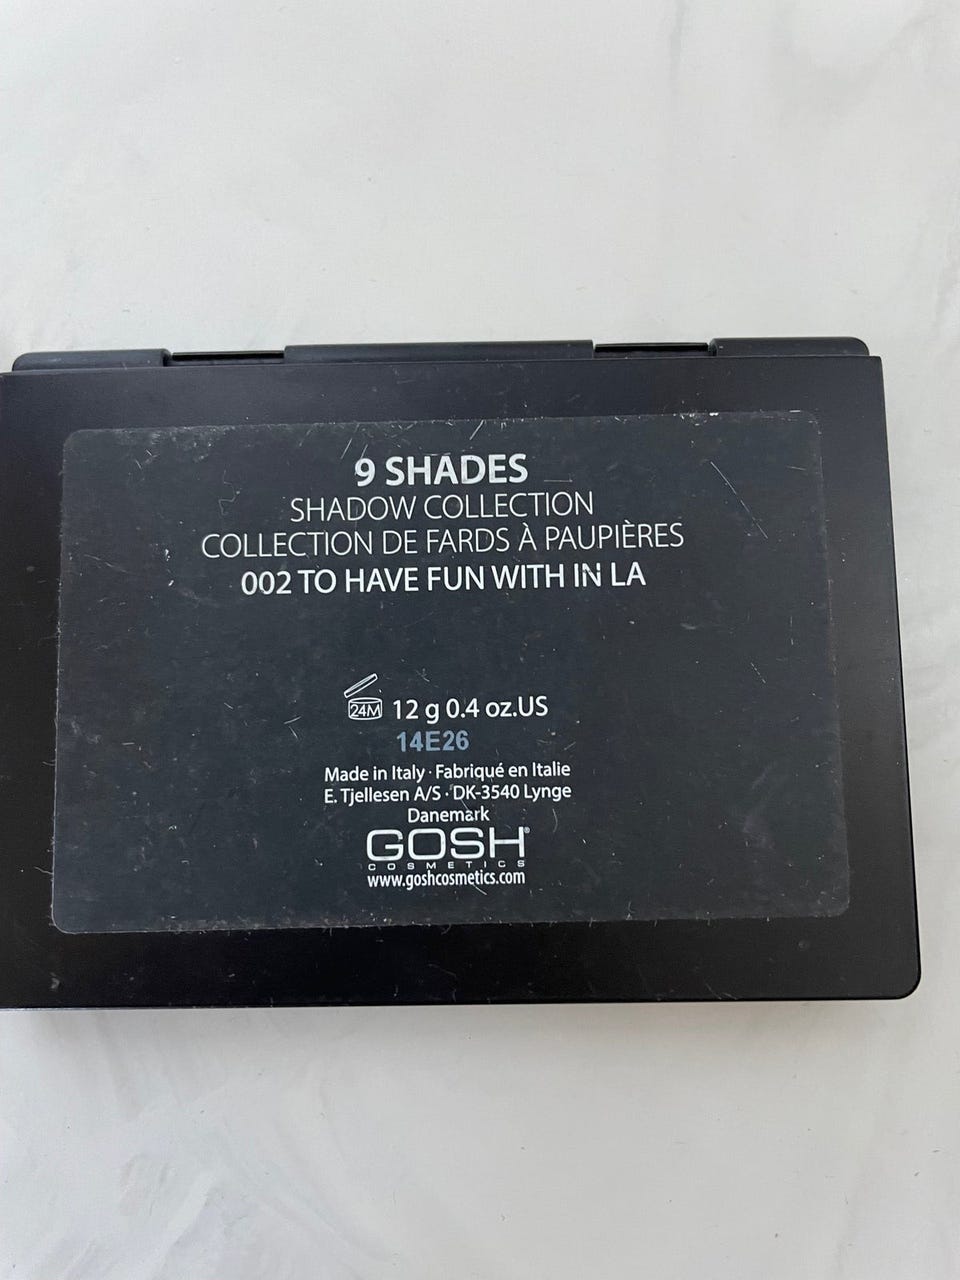 9 SHADES
SHADOW COLLECTION
COLLECTION DE FARDS À PAUPIÈRES
002 TO HAVE FUN WITH IN LA
24M 12 g 0.4 oz.US
14E26
Made in Italy · Fabriqué en Italie
E. Tjellesen A/S · DK-3540 Lynge
Danemark
GOSH®
COSMETICS
www.goshcosmetics.com